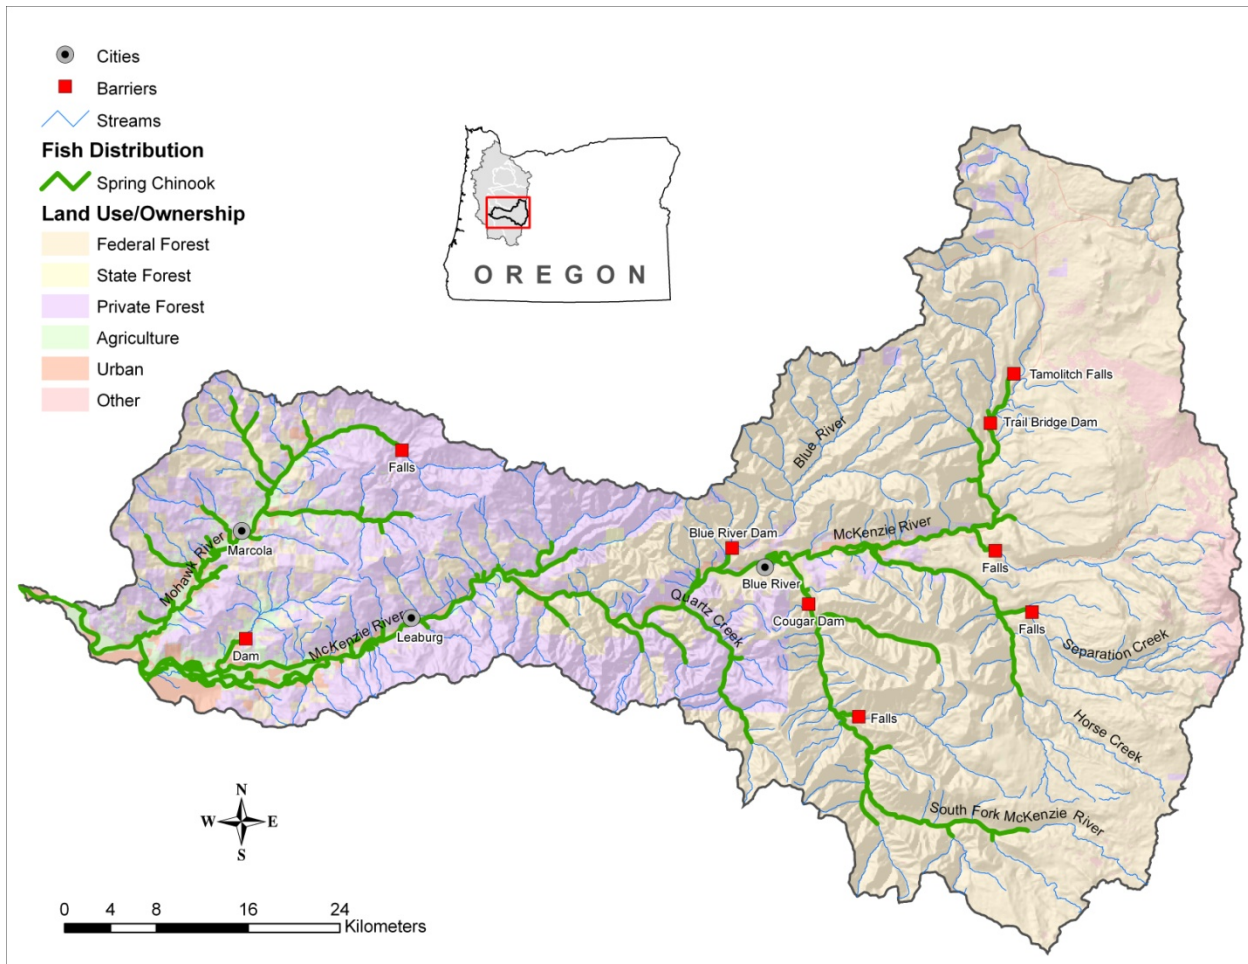 Cities
Barriers
Streams
Fish Distribution
Spring Chinook
Land Use/Ownership
Federal Forest
State Forest
Private Forest
Agriculture
Urban
Other
OREGON
Tamolitch Falls
Trail Bridge Dam
Blue River
Falls
McKenzie River
Blue River Dam
Marcola
Mohawk River
Falls
Blue River
Quartz Creek
Cougar Dam
Falls
McKenzie River
Leaburg
Dam
Separation Creek
Falls
Horse Creek
South Fork McKenzie River
N
W
E
S
0 4 8 16 24
Kilometers